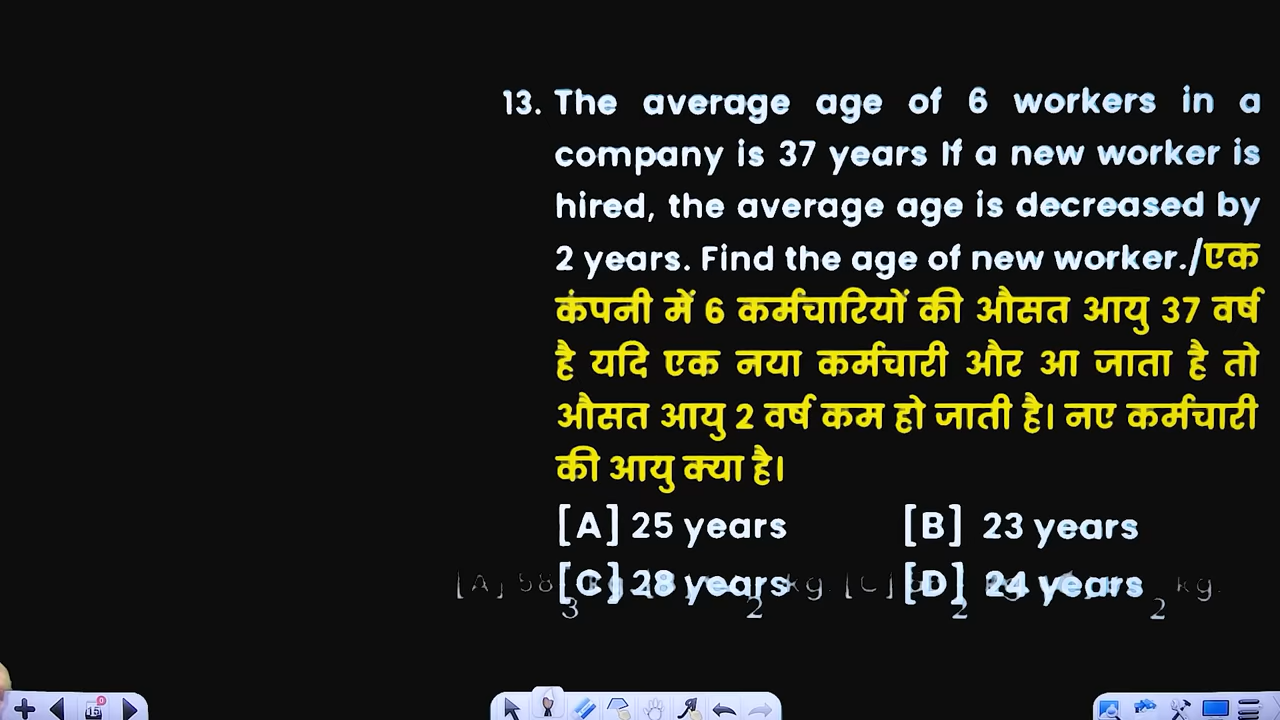 13. The average age of 6 workers in a
company is 37 years If a new worker is
hired, the average age is decreased by
2 years. Find the age of new worker./एक
कंपनी में 6 कर्मचारियों की औसत आयु 37 वर्ष
है यदि एक नया कर्मचारी और आ जाता है तो
औसत आयु 2 वर्ष कम हो जाती है। नए कर्मचारी
की आयु क्या है।
[A] 25 years [B] 23 years
[C] 28 years [D] 24 years